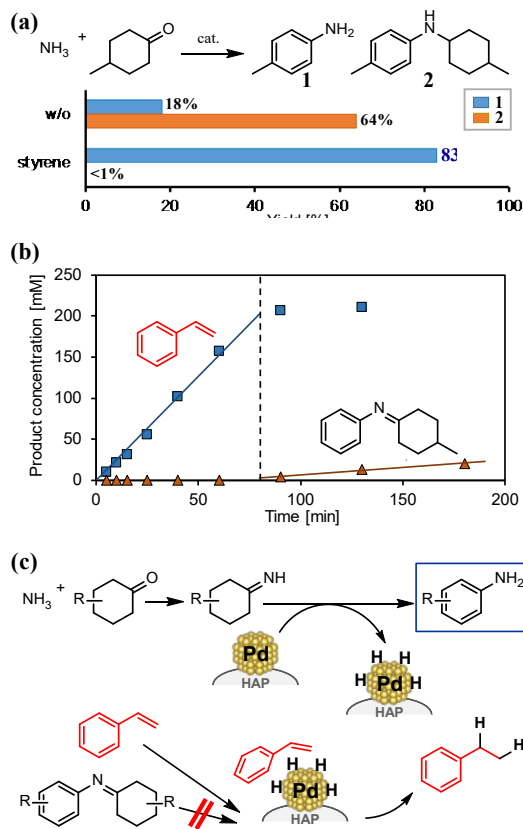 (a)
NH₃ + O cat. NH₂ 1 H N 2
w/o 18% 64%
styrene 83 <1%
1
2
0 20 40 60 80 100
Yield [%]
(b)
Product concentration [mM]
250
200
150
100
50
0
N
0 50 100 150 200
Time [min]
(c)
NH₃ + R O R NH R NH₂
Pd HAP
H H H H Pd HAP
R N R
H H H H Pd HAP
H H